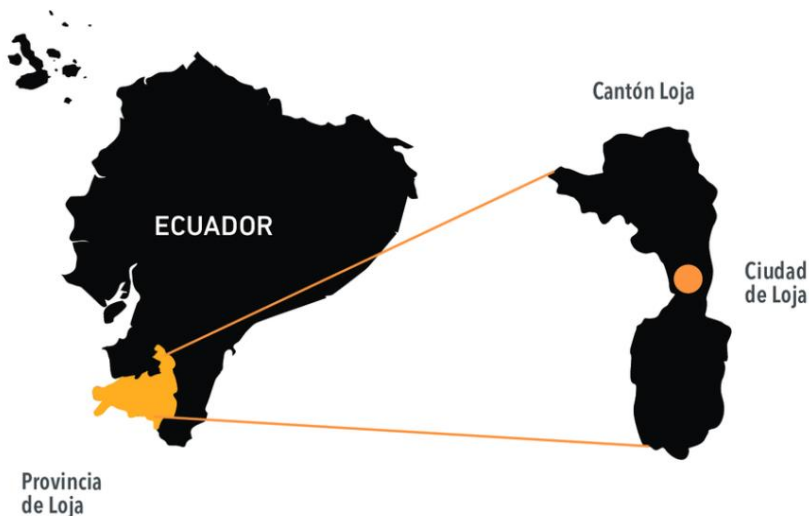 Cantón Loja
ECUADOR
Ciudad
de Loja
Provincia
de Loja